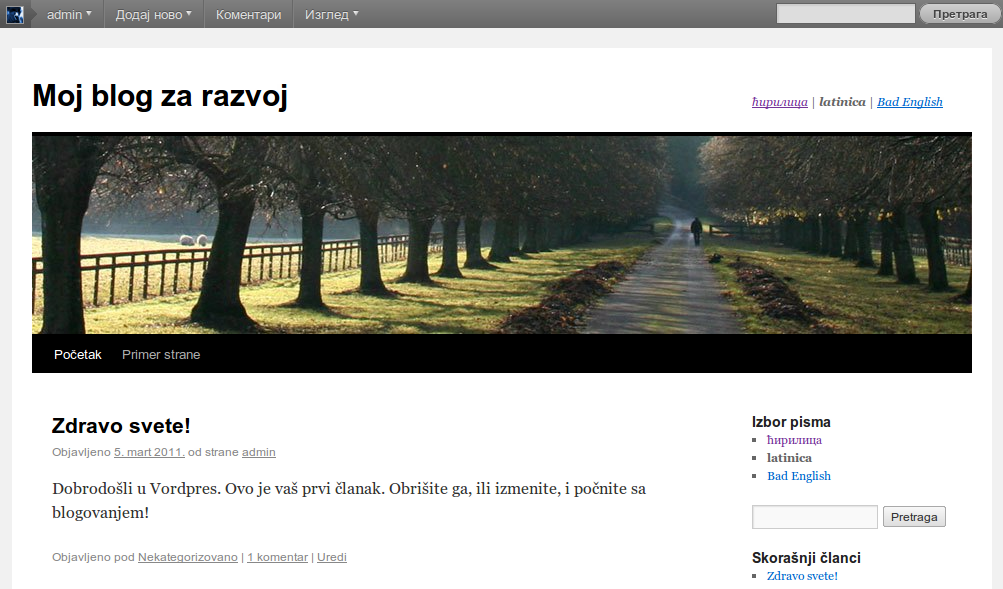 admin Додај ново Коментари Изглед Претрага
Moj blog za razvoj
ћирилица | latinica | Bad English
Početak Primer strane
Zdravo svete!
Objavljeno 5. mart 2011. od strane admin
Dobrodošli u Vordpres. Ovo je vaš prvi članak. Obrišite ga, ili izmenite, i počnite sa
blogovanjem!
Objavljeno pod Nekategorizovano | 1 komentar | Uredi
Izbor pisma
ћирилица
latinica
Bad English
Pretraga
Skorašnji članci
Zdravo svete!